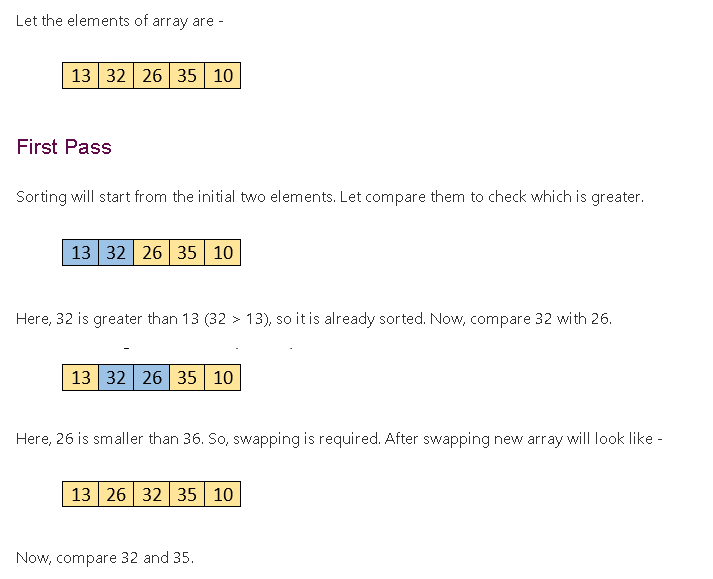 Let the elements of array are -
13 32 26 35 10
First Pass
Sorting will start from the initial two elements. Let compare them to check which is greater.
13 32 26 35 10
Here, 32 is greater than 13 (32 > 13), so it is already sorted. Now, compare 32 with 26.
13 32 26 35 10
Here, 26 is smaller than 36. So, swapping is required. After swapping new array will look like -
13 26 32 35 10
Now, compare 32 and 35.